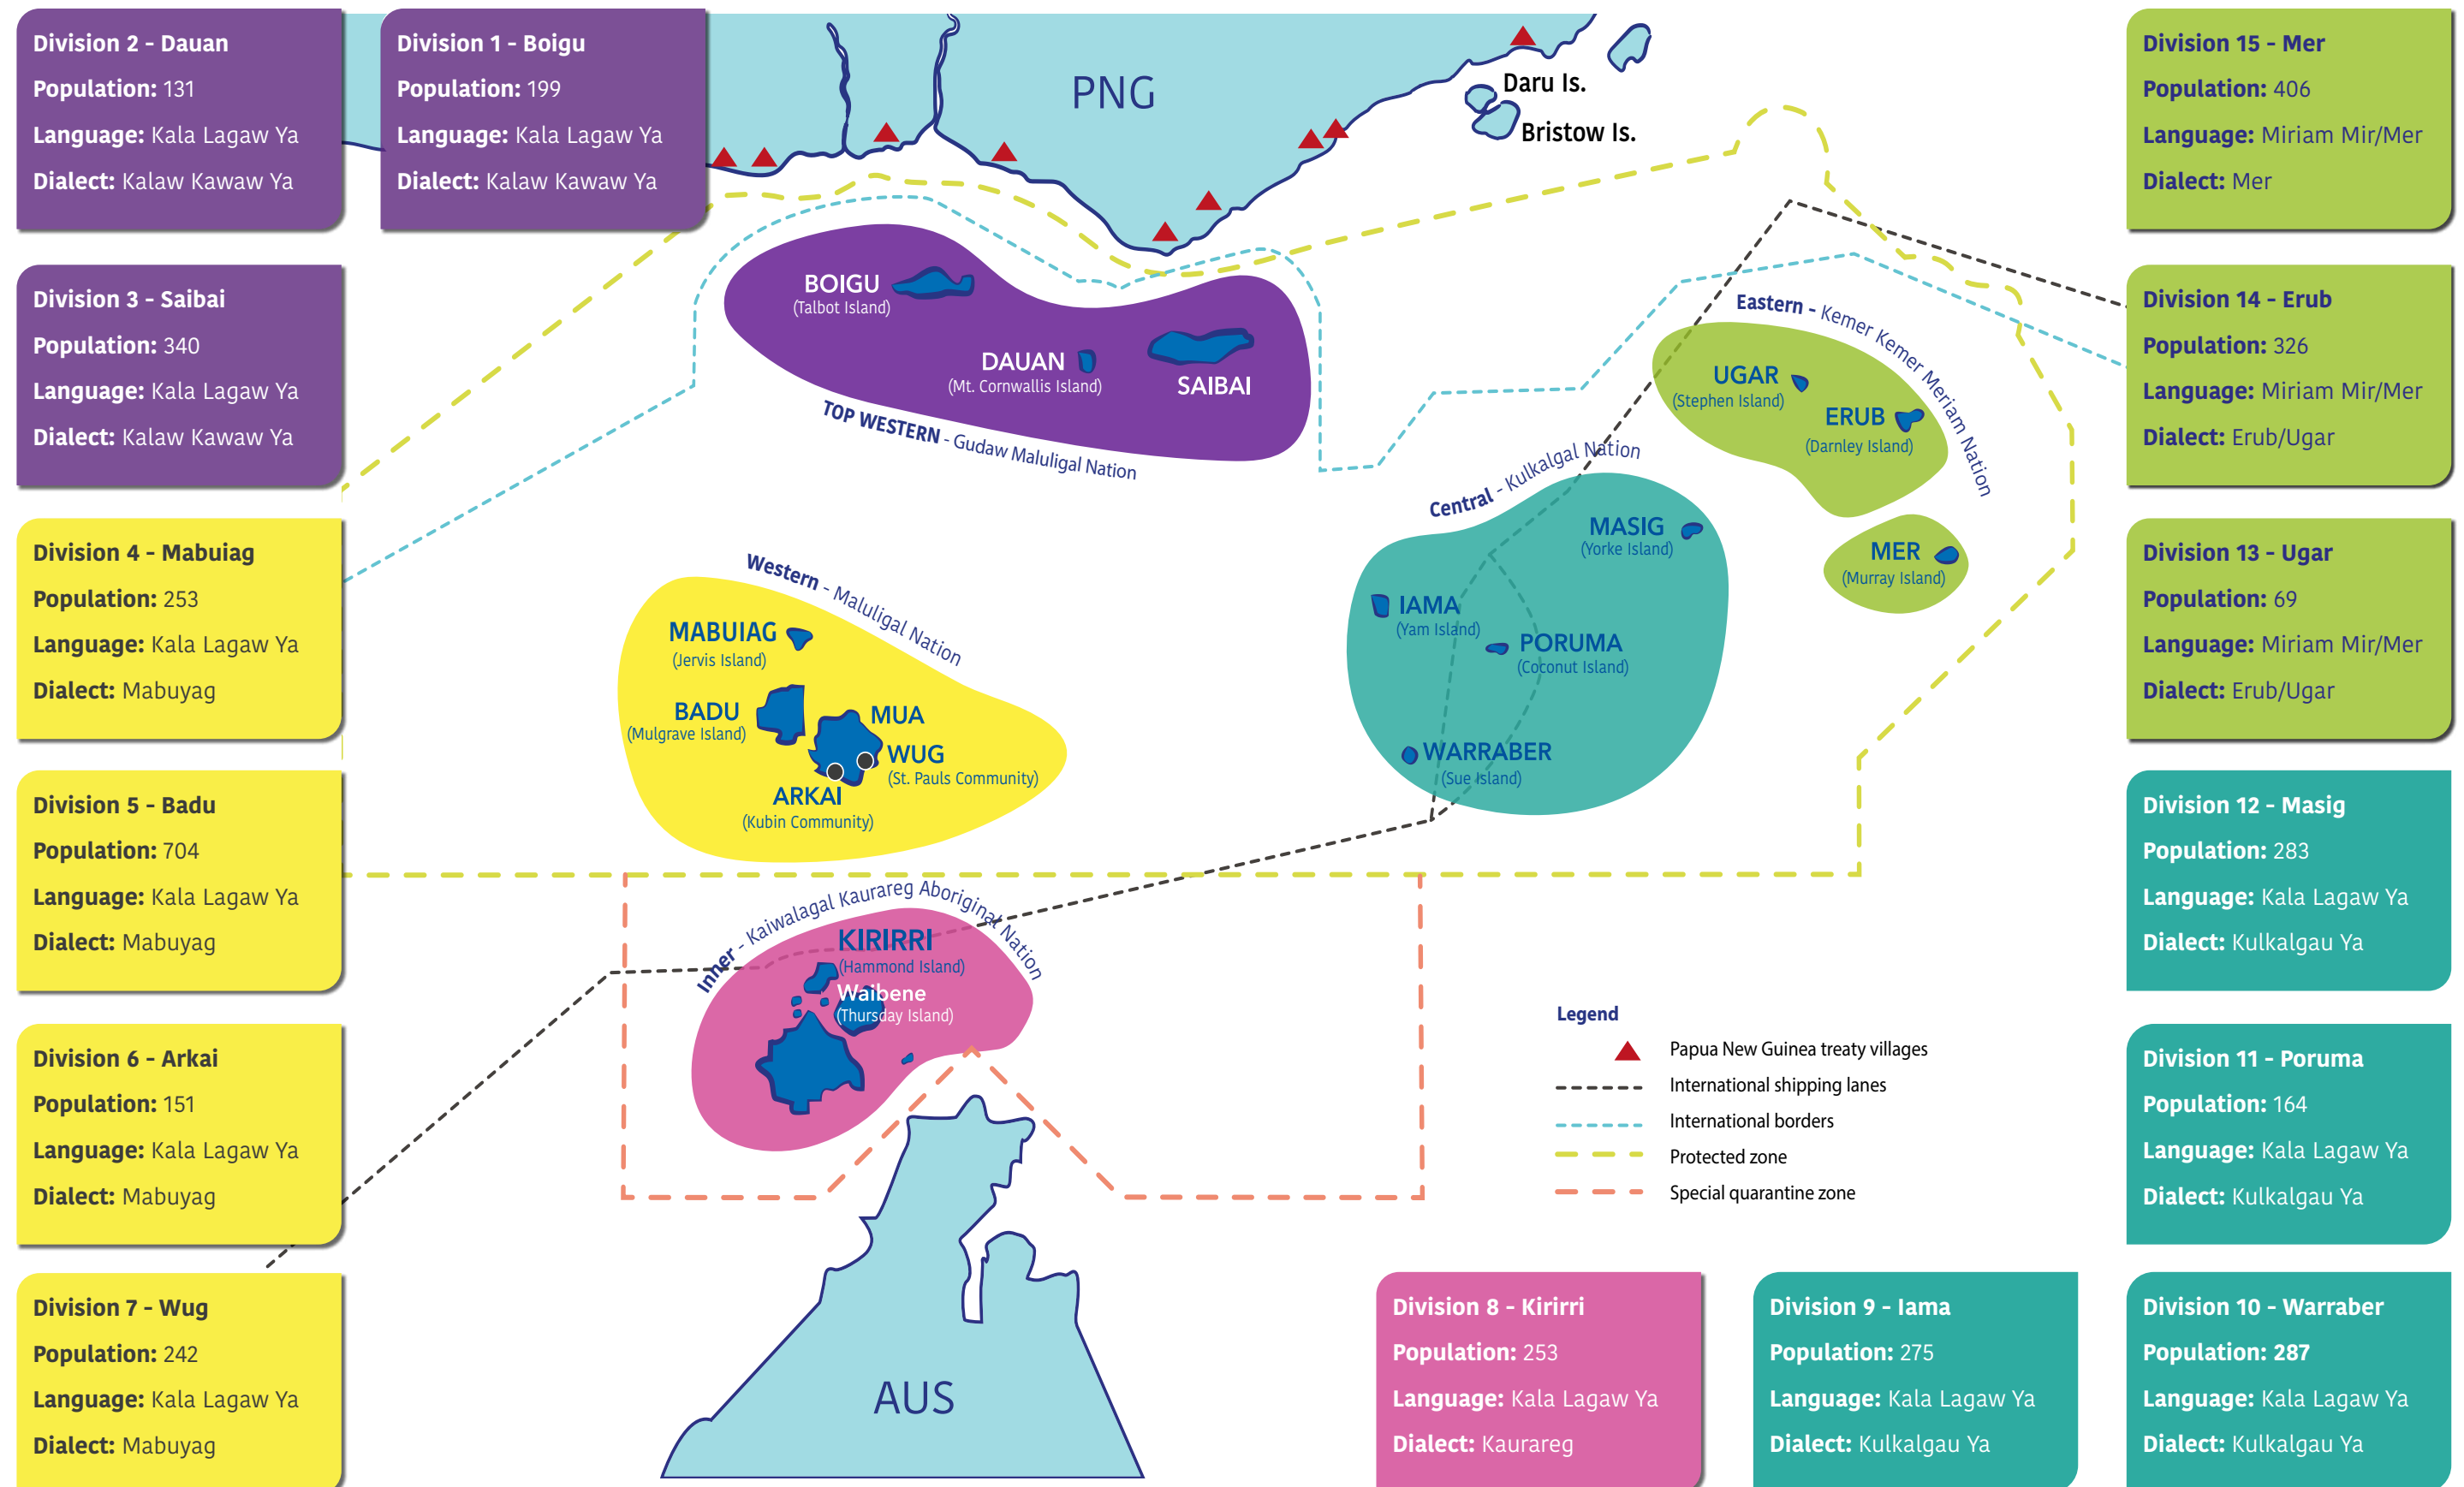 Division 2 - Dauan
Population: 131
Language: Kala Lagaw Ya
Dialect: Kalaw Kawaw Ya
Division 1 - Boigu
Population: 199
Language: Kala Lagaw Ya
Dialect: Kalaw Kawaw Ya
Division 3 - Saibai
Population: 340
Language: Kala Lagaw Ya
Dialect: Kalaw Kawaw Ya
Division 4 - Mabuiag
Population: 253
Language: Kala Lagaw Ya
Dialect: Mabuyag
Division 5 - Badu
Population: 704
Language: Kala Lagaw Ya
Dialect: Mabuyag
Division 6 - Arkai
Population: 151
Language: Kala Lagaw Ya
Dialect: Mabuyag
Division 7 - Wug
Population: 242
Language: Kala Lagaw Ya
Dialect: Mabuyag
PNG
Daru Is.
Bristow Is.
BOIGU
(Talbot Island)
DAUAN
(Mt. Cornwallis Island)
SAIBAI
TOP WESTERN - Gudaw Maluligal Nation
Eastern - Kemer Kemer Meriam Nation
UGAR
(Stephen Island)
ERUB
(Darnley Island)
MER
(Murray Island)
Central - Kulkalgal Nation
MASIG
(Yorke Island)
IAMA
(Yam Island)
PORUMA
(Coconut Island)
WARRABER
(Sue Island)
Western - Maluligal Nation
MABUIAG
(Jervis Island)
BADU
(Mulgrave Island)
MUA
WUG
(St. Pauls Community)
ARKAI
(Kubin Community)
Inner - Kaiwalagal Kaurareg Aboriginal Nation
KIRIRRI
(Hammond Island)
Waibene
(Thursday Island)
AUS
Legend
Papua New Guinea treaty villages
International shipping lanes
International borders
Protected zone
Special quarantine zone
Division 15 - Mer
Population: 406
Language: Miriam Mir/Mer
Dialect: Mer
Division 14 - Erub
Population: 326
Language: Miriam Mir/Mer
Dialect: Erub/Ugar
Division 13 - Ugar
Population: 69
Language: Miriam Mir/Mer
Dialect: Erub/Ugar
Division 12 - Masig
Population: 283
Language: Kala Lagaw Ya
Dialect: Kulkalgau Ya
Division 11 - Poruma
Population: 164
Language: Kala Lagaw Ya
Dialect: Kulkalgau Ya
Division 8 - Kirirri
Population: 253
Language: Kala Lagaw Ya
Dialect: Kaurareg
Division 9 - Iama
Population: 275
Language: Kala Lagaw Ya
Dialect: Kulkalgau Ya
Division 10 - Warraber
Population: 287
Language: Kala Lagaw Ya
Dialect: Kulkalgau Ya